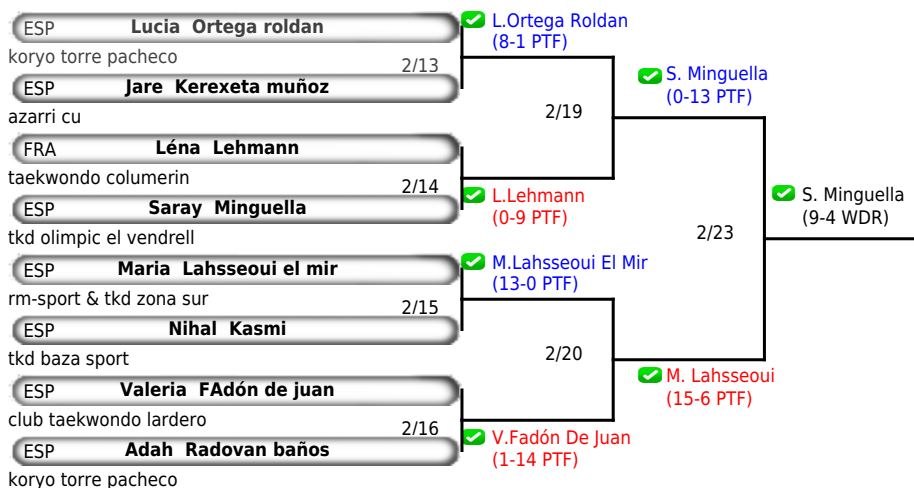 ESP Lucia Ortega roldan
koryo torre pacheco
2/13
ESP Jare Kerexeta muñoz
azarri cu
FRA Léna Lehmann
taekwondo columerin
2/14
ESP Saray Minguella
tkd olimpic el vendrell
ESP Maria Lahsseoui el mir
rm-sport & tkd zona sur
2/15
ESP Nihal Kasmi
tkd baza sport
ESP Valeria FAdón de juan
club taekwondo lardero
2/16
ESP Adah Radovan baños
koryo torre pacheco
L.Ortega Roldan
(8-1 PTF)
2/19
L.Lehmann
(0-9 PTF)
M.Lahsseoui El Mir
(13-0 PTF)
2/20
V.Fadón De Juan
(1-14 PTF)
S. Minguella
(0-13 PTF)
2/23
M. Lahsseoui
(15-6 PTF)
S. Minguella
(9-4 WDR)